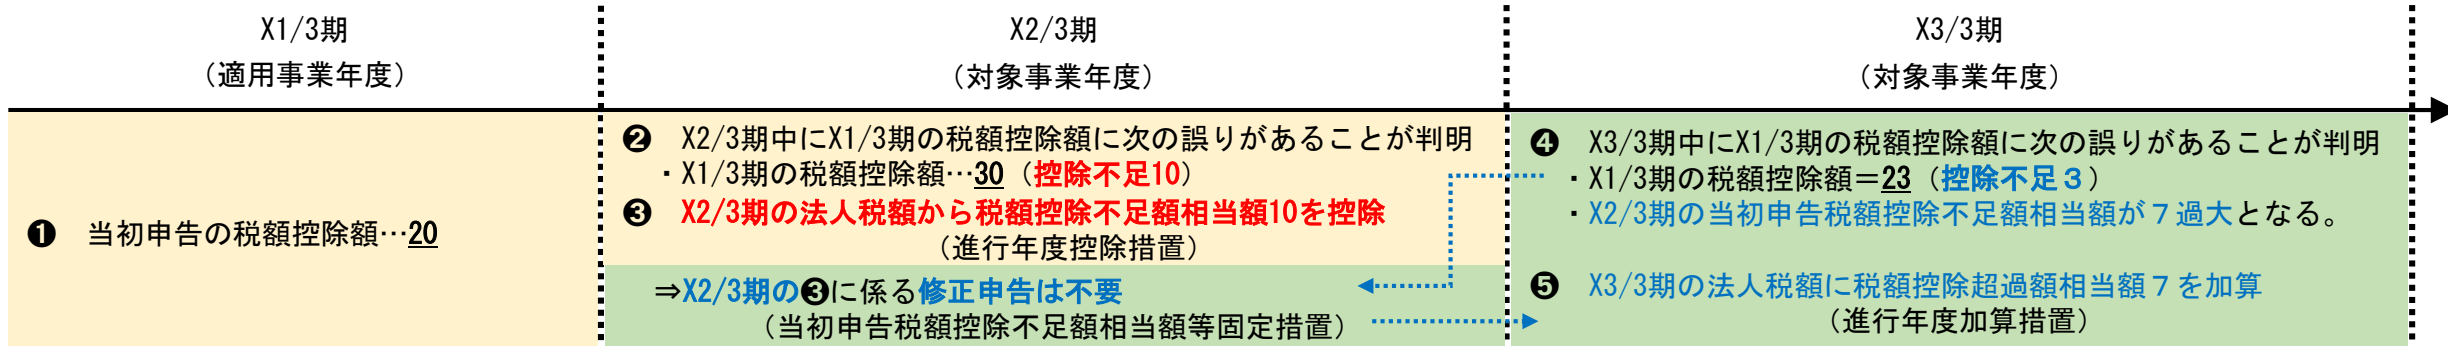 X1/3期
（適用事業年度）
❶　当初申告の税額控除額…20
X2/3期
（対象事業年度）
❷　X2/3期中にX1/3期の税額控除額に次の誤りがあることが判明
・X1/3期の税額控除額…30（控除不足10）
❸　X2/3期の法人税額から税額控除不足額相当額10を控除
（進行年度控除措置）
⇒X2/3期の❸に係る修正申告は不要
（当初申告税額控除不足額相当額等固定措置）
X3/3期
（対象事業年度）
❹　X3/3期中にX1/3期の税額控除額に次の誤りがあることが判明
・X1/3期の税額控除額＝23（控除不足３）
・X2/3期の当初申告税額控除不足額相当額が７過大となる。
❺　X3/3期の法人税額に税額控除超過額相当額７を加算
（進行年度加算措置）